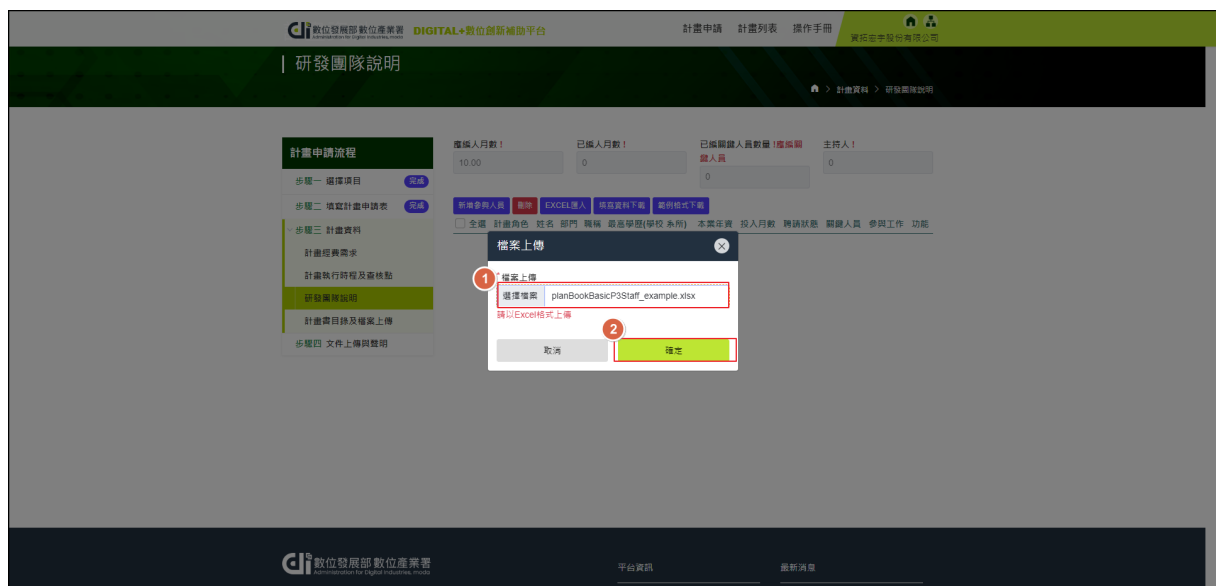 數位發展部 數位產業署 DIGITAL+數位創新補助平台
Administration for Digital Industries, moda
計畫申請 計畫列表 操作手冊
資拓宏宇股份有限公司
研發團隊說明
計畫資料 > 研發團隊說明
計畫申請流程
步驟一 選擇項目 完成
步驟二 填寫計畫申請表 完成
步驟三 計畫資料
計畫經費需求
計畫執行時程及查核點
研發團隊說明
計畫書目錄及檔案上傳
步驟四 文件上傳與聲明
應編人月數! 已編人月數! 已編關鍵人員數量!應編關鍵人員 主持人!
10.00 0 0 0
新增參與人員 刪除 EXCEL匯入 填寫資料下載 範例格式下載
全選 計畫角色 姓名 部門 職稱 最高學歷(學校 系所) 本業年資 投入月數 聘請狀態 關鍵人員 參與工作 功能
檔案上傳
1
*檔案上傳
選擇檔案 planBookBasicP3Staff_example.xlsx
請以Excel格式上傳
2
取消 確定
數位發展部 數位產業署
Administration for Digital Industries, moda
平台資訊 最新消息